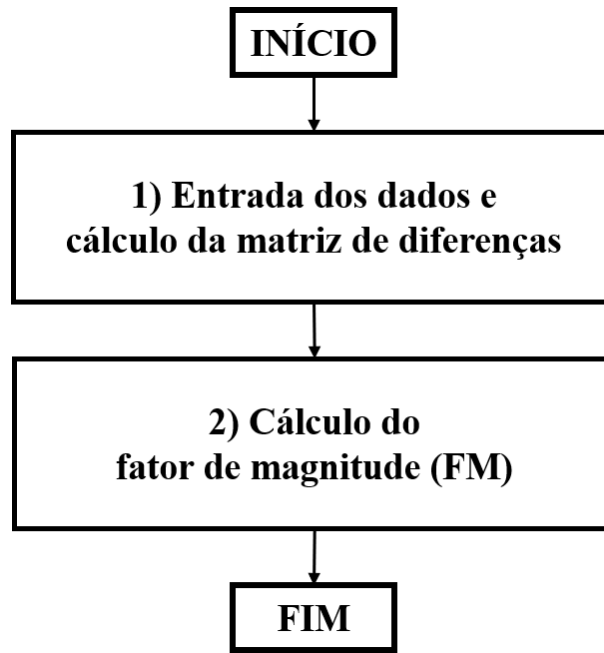 INÍCIO
1) Entrada dos dados e
cálculo da matriz de diferenças
2) Cálculo do
fator de magnitude (FM)
FIM